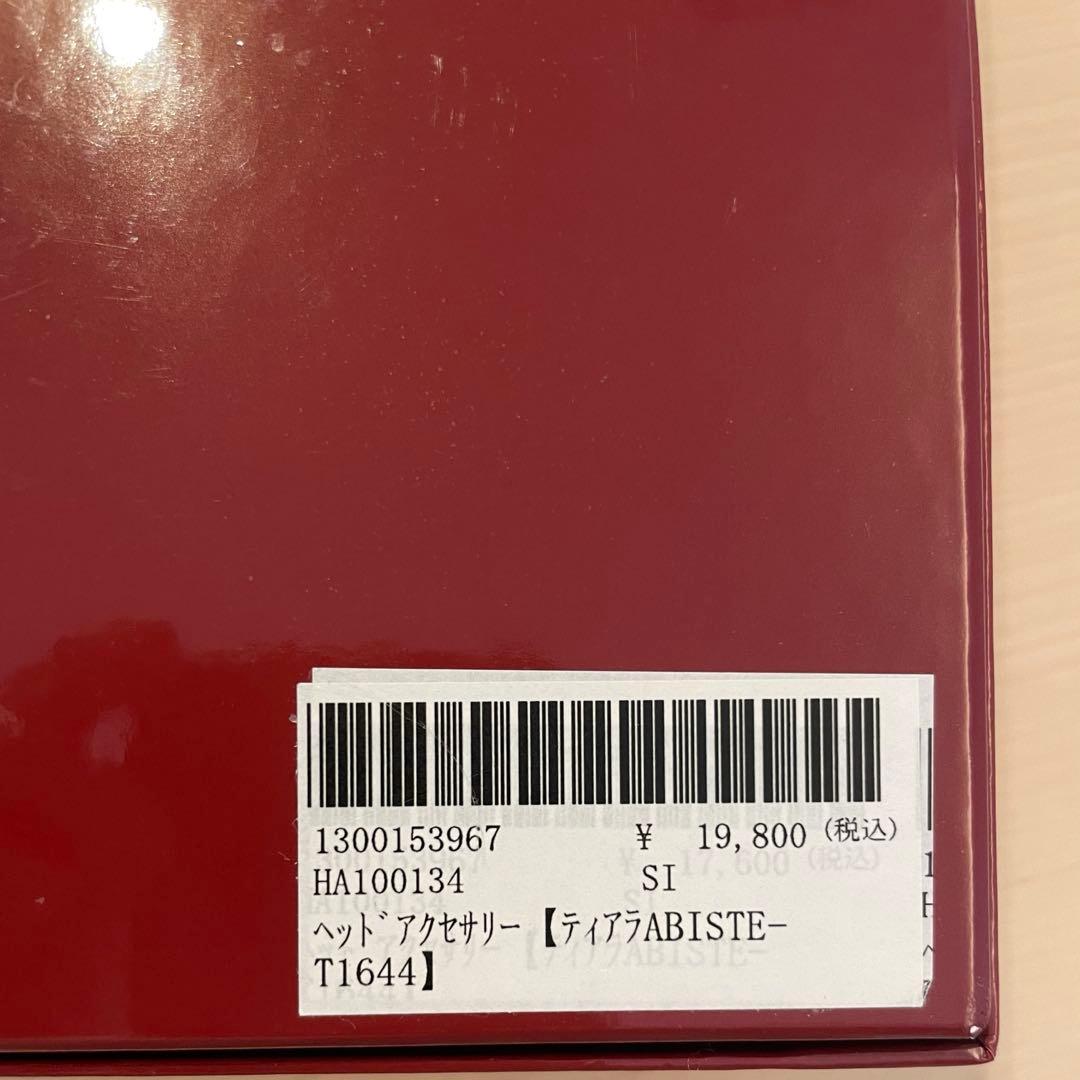 1300153967 ¥ 19,800 (税込)
HA100134 SI
ﾍｯﾄﾞｱｸｾｻﾘｰ【ﾃｨｱﾗABISTE-
T1644】